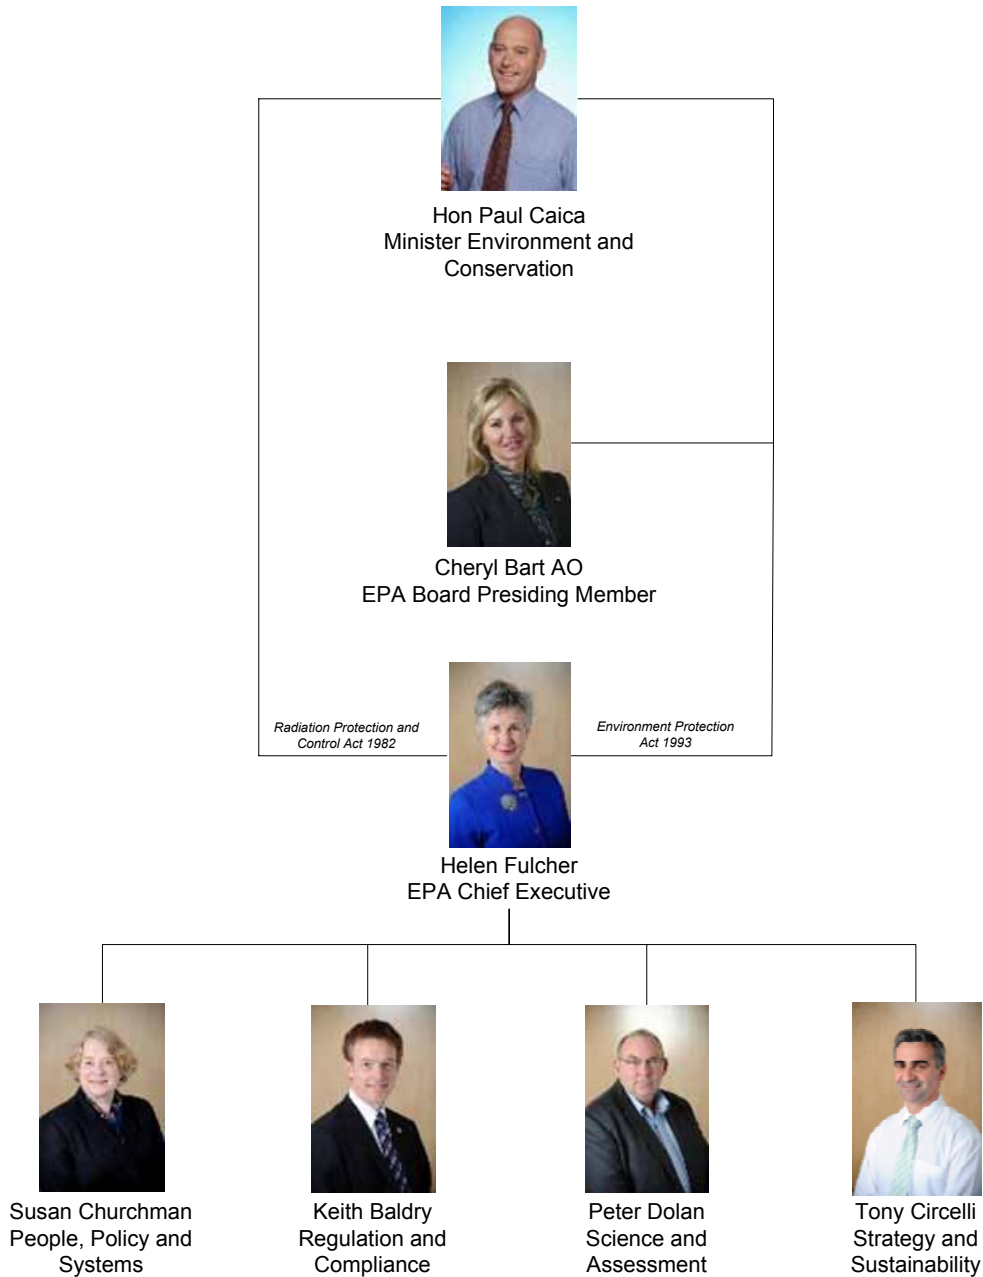 Hon Paul Caica
Minister Environment and
Conservation
Cheryl Bart AO
EPA Board Presiding Member
Radiation Protection and
Control Act 1982
Environment Protection
Act 1993
Helen Fulcher
EPA Chief Executive
Susan Churchman
People, Policy and
Systems
Keith Baldry
Regulation and
Compliance
Peter Dolan
Science and
Assessment
Tony Circelli
Strategy and
Sustainability